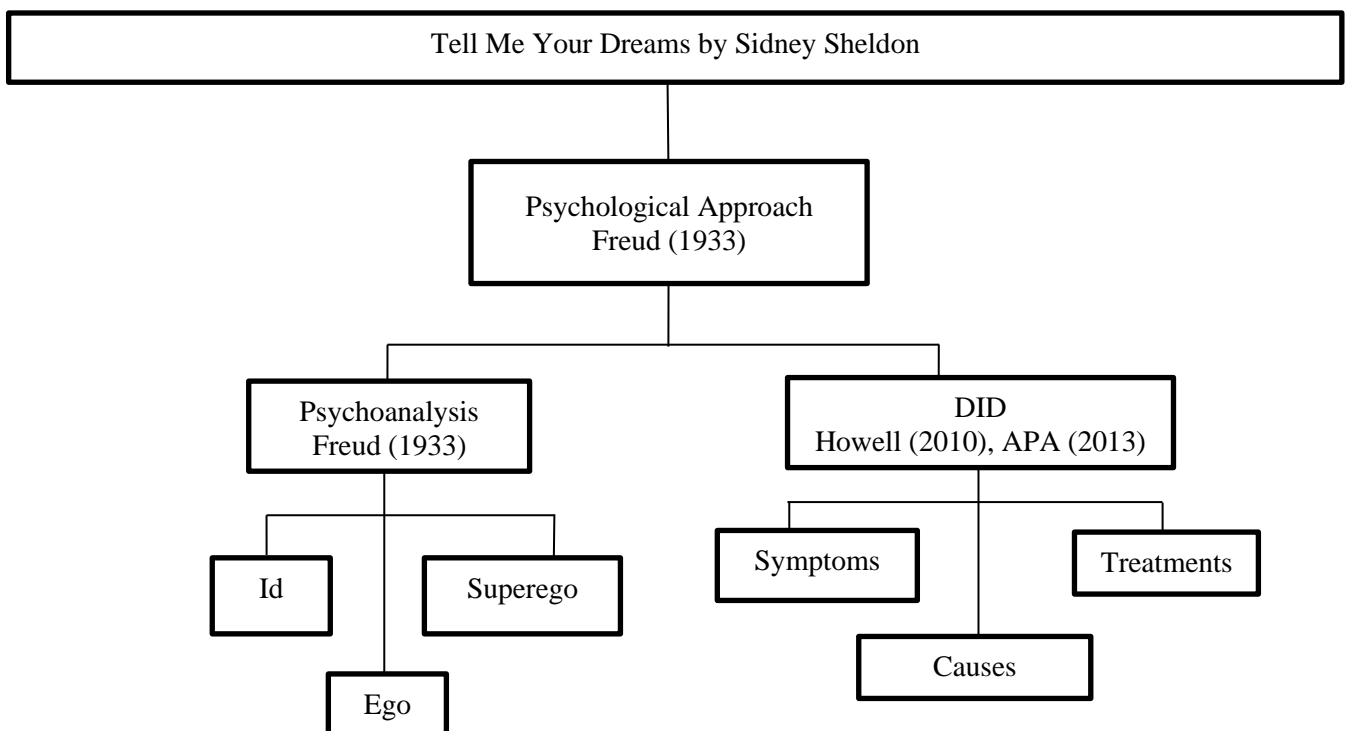 Tell Me Your Dreams by Sidney Sheldon
Psychological Approach
Freud (1933)
Psychoanalysis
Freud (1933)
DID
Howell (2010), APA (2013)
Id
Superego
Ego
Symptoms
Treatments
Causes